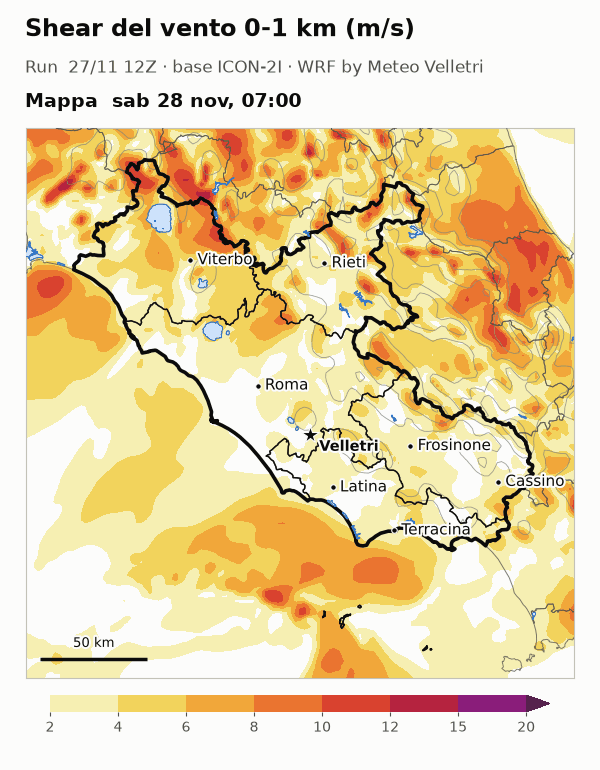 Shear del vento 0-1 km (m/s)
Run 27/11 12Z · base ICON-2I · WRF by Meteo Velletri
Mappa sab 28 nov, 07:00
Viterbo
Rieti
Roma
Velletri
Frosinone
Latina
Cassino
Terracina
50 km
2 4 6 8 10 12 15 20